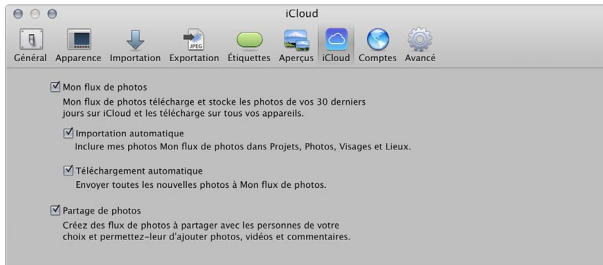 iCloud
JPEG
Général Apparence Importation Exportation Étiquettes Aperçus iCloud Comptes Avancé
Mon flux de photos
Mon flux de photos télécharge et stocke les photos de vos 30 derniers
jours sur iCloud et les télécharge sur tous vos appareils.
Importation automatique
Inclure mes photos Mon flux de photos dans Projets, Photos, Visages et Lieux.
Téléchargement automatique
Envoyer toutes les nouvelles photos à Mon flux de photos.
Partage de photos
Créez des flux de photos à partager avec les personnes de votre
choix et permettez-leur d'ajouter photos, vidéos et commentaires.